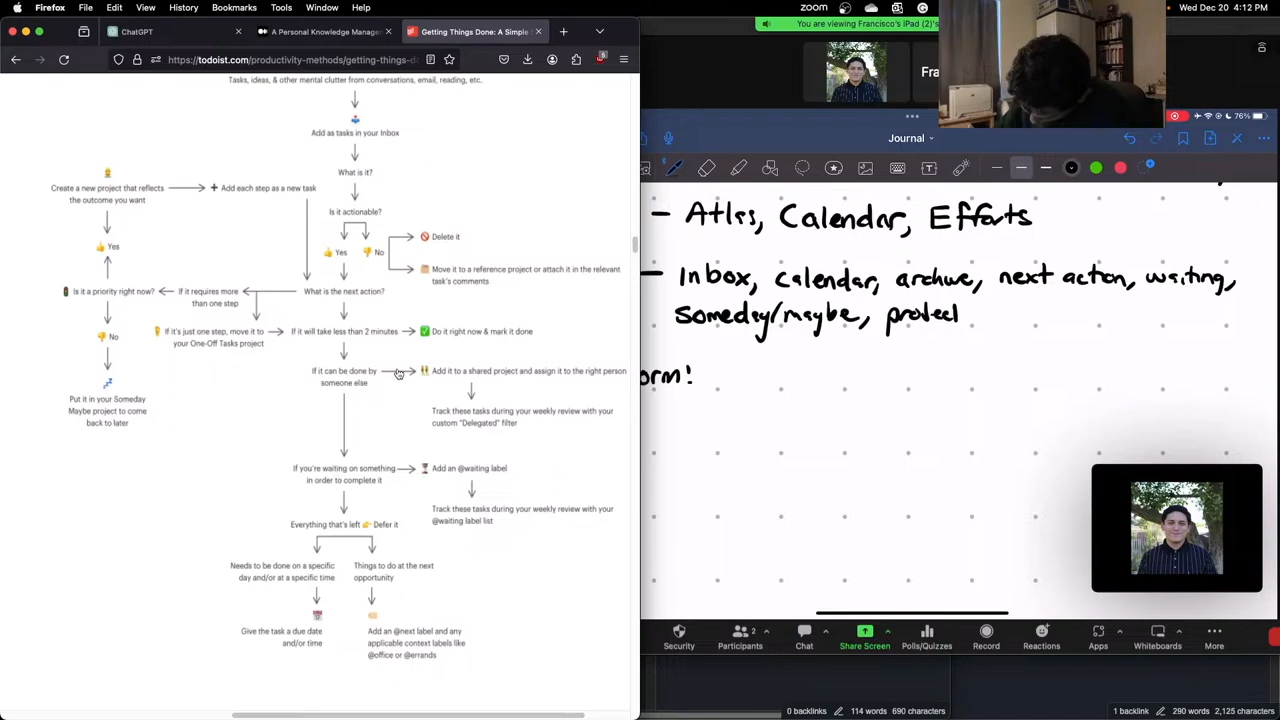 Firefox File Edit View History Bookmarks Tools Window Help
zoom
Wed Dec 20 4:12 PM
ChatGPT
A Personal Knowledge Manage
Getting Things Done: A Simple
You are viewing Francisco's iPad (2)'s
https://todoist.com/productivity-methods/getting-things-d
Fra
76%
Journal
Tasks, ideas, & other mental clutter from conversations, email, reading, etc.
Add as tasks in your Inbox
What is it?
Create a new project that reflects
the outcome you want
Add each step as a new task
Is it actionable?
Yes
Yes
No
Delete it
Move it to a reference project or attach it in the relevant
task's comments
Is it a priority right now?
If it requires more
than one step
What is the next action?
No
If it's just one step, move it to
your One-Off Tasks project
If it will take less than 2 minutes
Do it right now & mark it done
If it can be done by
someone else
Add it to a shared project and assign it to the right person
Put it in your Someday
Maybe project to come
back to later
Track these tasks during your weekly review with your
custom "Delegated" filter
If you're waiting on something
in order to complete it
Add an @waiting label
Track these tasks during your weekly review with your
@waiting label list
Everything that's left Defer it
Needs to be done on a specific
day and/or at a specific time
Things to do at the next
opportunity
Give the task a due date
and/or time
Add an @next label and any
applicable context labels like
@office or @errands
- Atlas, Calendar, Efforts
- Inbox, calendar, archive, next action, waiting,
someday/maybe, project
orm!
Security Participants 2 Chat Share Screen Polls/Quizzes Record Reactions Apps Whiteboards More
0 backlinks 114 words 690 characters
1 backlink 290 words 2,125 characters